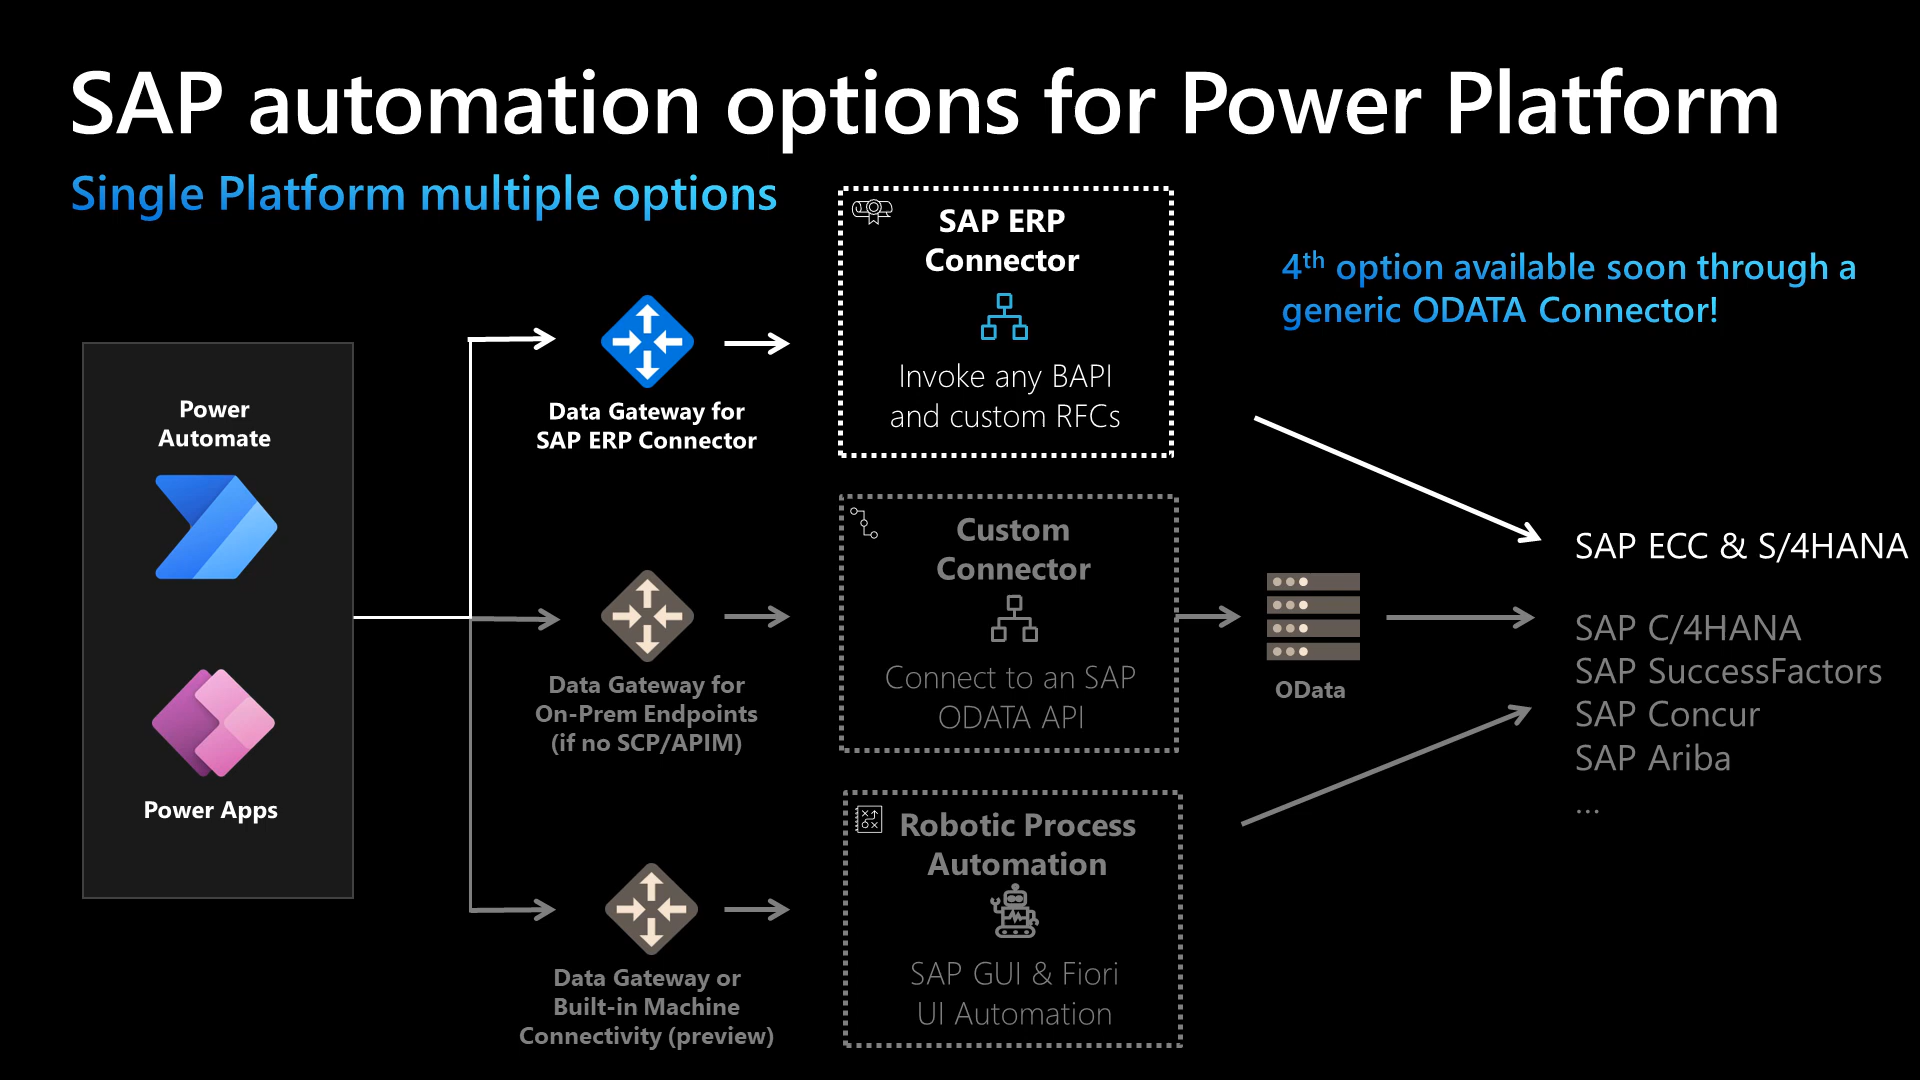 SAP automation options for Power Platform
Single Platform multiple options
Power
Automate
Power Apps
Data Gateway for
SAP ERP Connector
SAP ERP
Connector
Invoke any BAPI
and custom RFCs
4th option available soon through a
generic ODATA Connector!
Data Gateway for
On-Prem Endpoints
(if no SCP/APIM)
Custom
Connector
Connect to an SAP
ODATA API
OData
Data Gateway or
Built-in Machine
Connectivity (preview)
Robotic Process
Automation
SAP GUI & Fiori
UI Automation
SAP ECC & S/4HANA
SAP C/4HANA
SAP SuccessFactors
SAP Concur
SAP Ariba
...